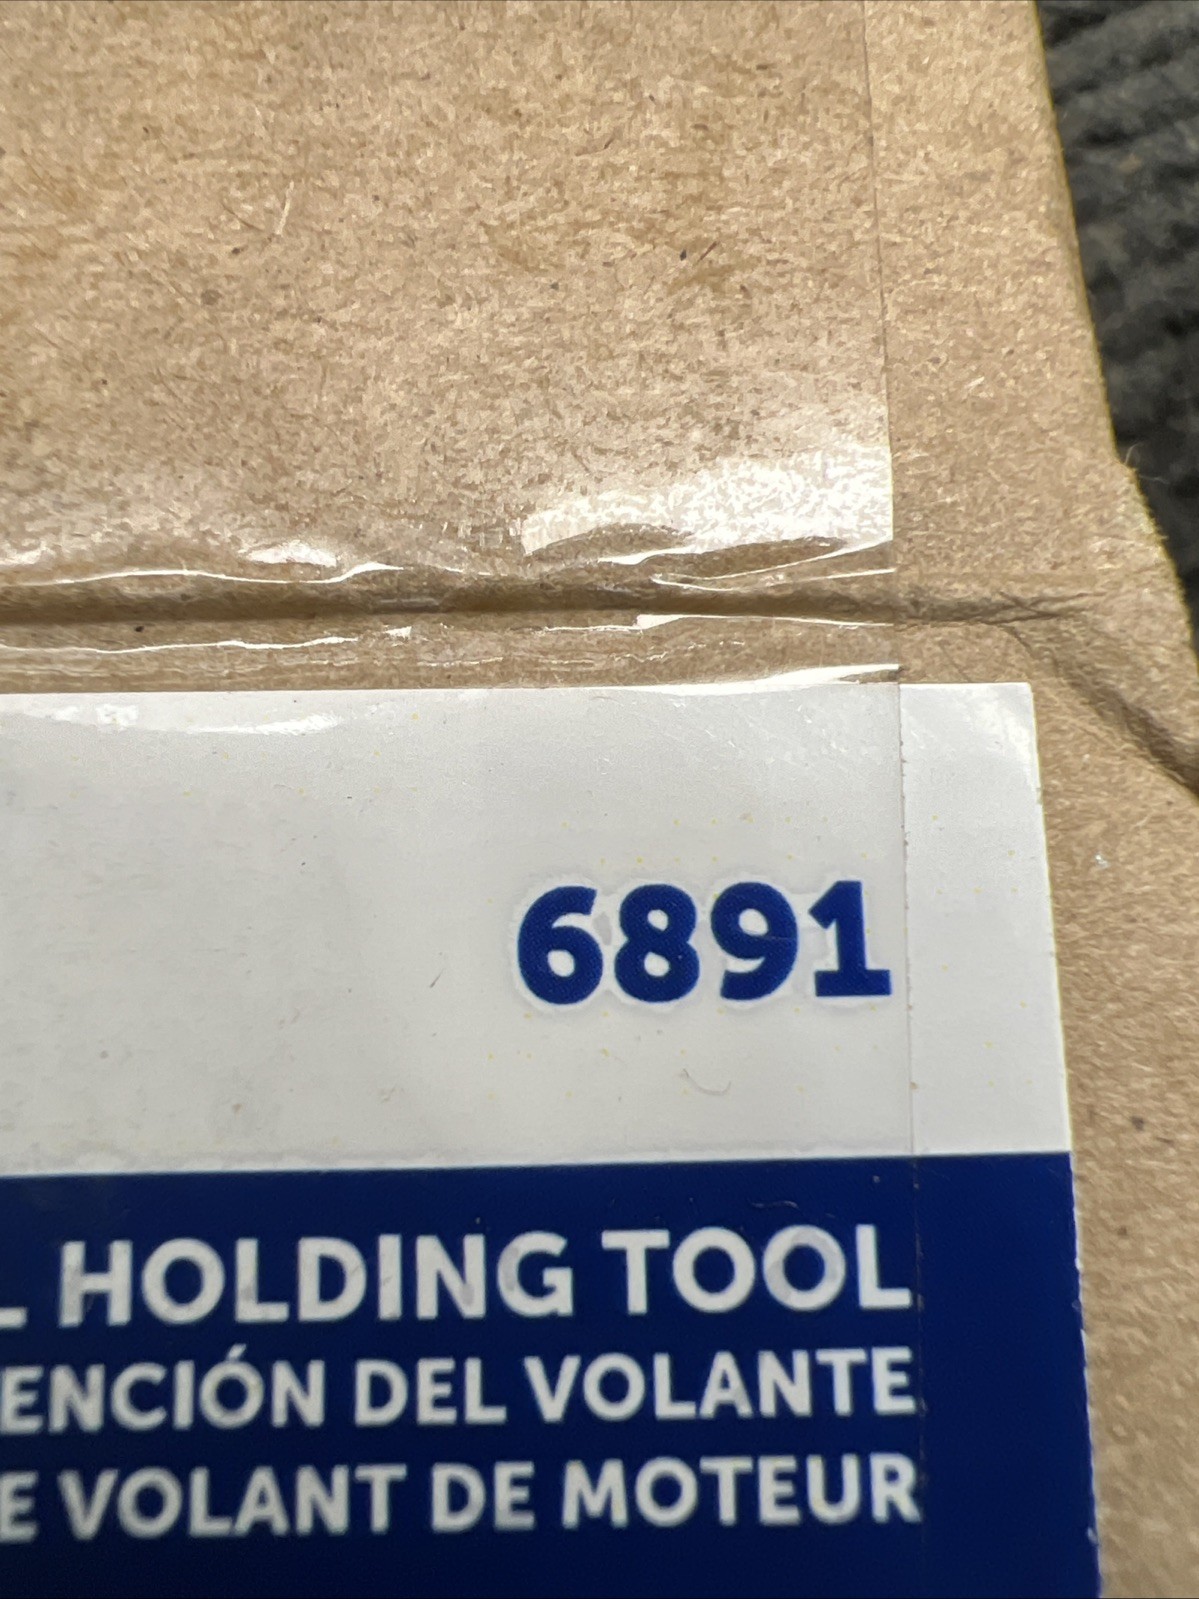 6891
L HOLDING TOOL
ENCIÓN DEL VOLANTE
E VOLANT DE MOTEUR